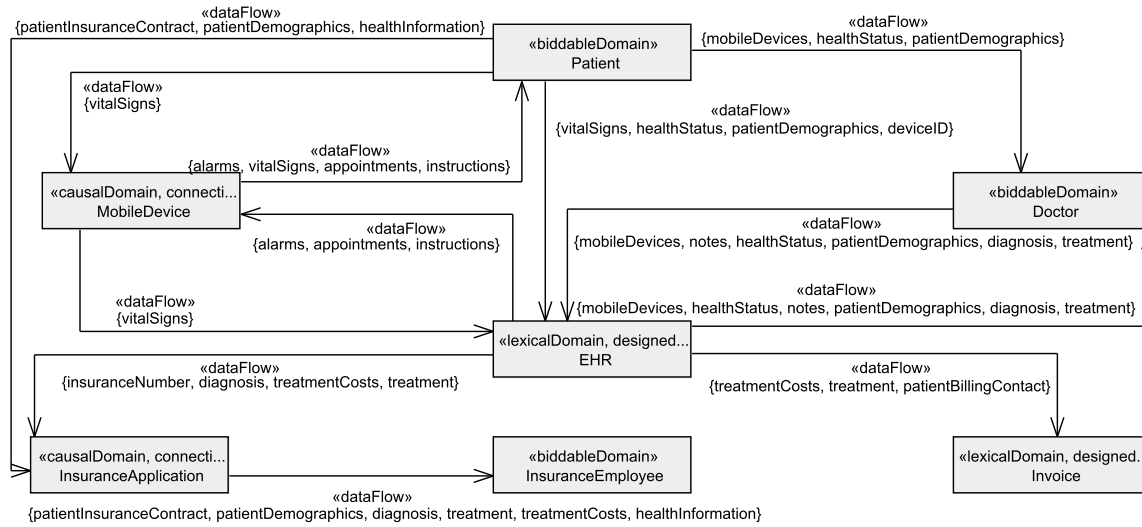 «dataFlow»
{patientInsuranceContract, patientDemographics, healthInformation}
«biddableDomain»
Patient
«dataFlow»
{mobileDevices, healthStatus, patientDemographics}
«dataFlow»
{vitalSigns}
«dataFlow»
{vitalSigns, healthStatus, patientDemographics, deviceID}
«dataFlow»
{alarms, vitalSigns, appointments, instructions}
«causalDomain, connecti...
MobileDevice
«biddableDomain»
Doctor
«dataFlow»
{alarms, appointments, instructions}
«dataFlow»
{mobileDevices, notes, healthStatus, patientDemographics, diagnosis, treatment}
«dataFlow»
{vitalSigns}
«dataFlow»
{mobileDevices, healthStatus, notes, patientDemographics, diagnosis, treatment}
«lexicalDomain, designed...
EHR
«dataFlow»
{insuranceNumber, diagnosis, treatmentCosts, treatment}
«dataFlow»
{treatmentCosts, treatment, patientBillingContact}
«causalDomain, connecti...
InsuranceApplication
«biddableDomain»
InsuranceEmployee
«lexicalDomain, designed...
Invoice
«dataFlow»
{patientInsuranceContract, patientDemographics, diagnosis, treatment, treatmentCosts, healthInformation}